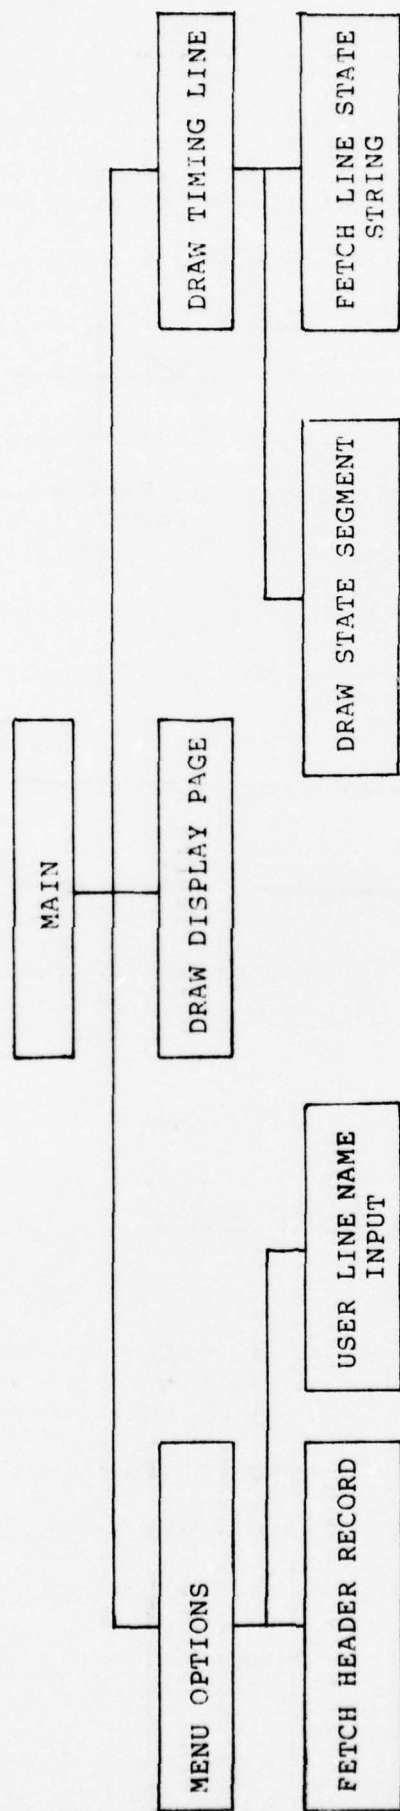 MAIN
MENU OPTIONS
DRAW DISPLAY PAGE
DRAW TIMING LINE
FETCH HEADER RECORD
USER LINE NAME
INPUT
DRAW STATE SEGMENT
FETCH LINE STATE
STRING